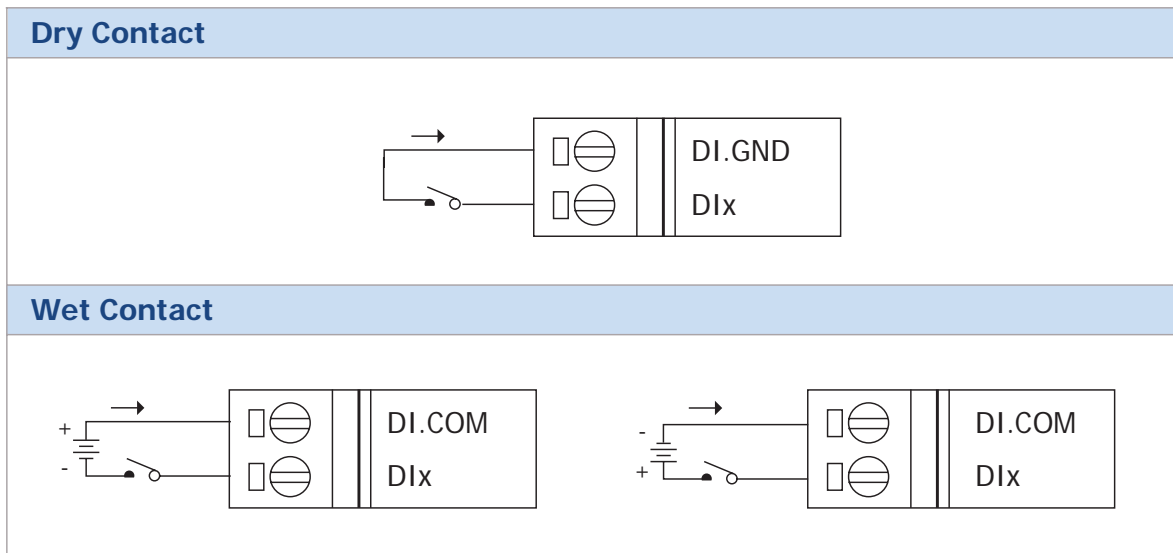 Dry Contact
DI.GND
DIx
Wet Contact
+
-
DI.COM
DIx
-
+
DI.COM
DIx